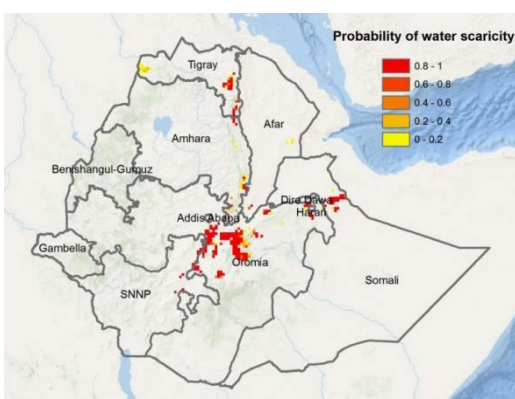 Probability of water scaricity
0.8 - 1
0.6 - 0.8
0.4 - 0.6
0.2 - 0.4
0 - 0.2
Tigray
Afar
Amhara
Benishangul-Gumuz
Dire Dawa
Harari
Addis Ababa
Gambella
Oromia
Somali
SNNP